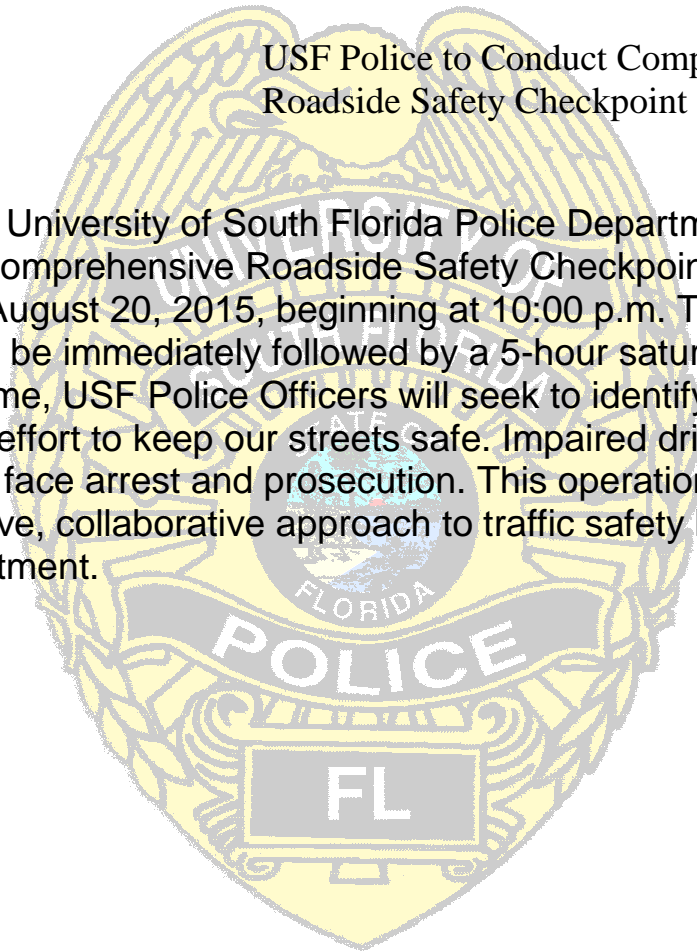 USF Police to Conduct Comp
Roadside Safety Checkpoint
University of South Florida Police Departm
omprehensive Roadside Safety Checkpoin
August 20, 2015, beginning at 10:00 p.m. T
be immediately followed by a 5-hour satur
me, USF Police Officers will seek to identify
effort to keep our streets safe. Impaired dri
face arrest and prosecution. This operation
ve, collaborative approach to traffic safety
tment.
UNIVERSITY OF
SOUTH FLORIDA
STATE OF
FLORIDA
POLICE
FL